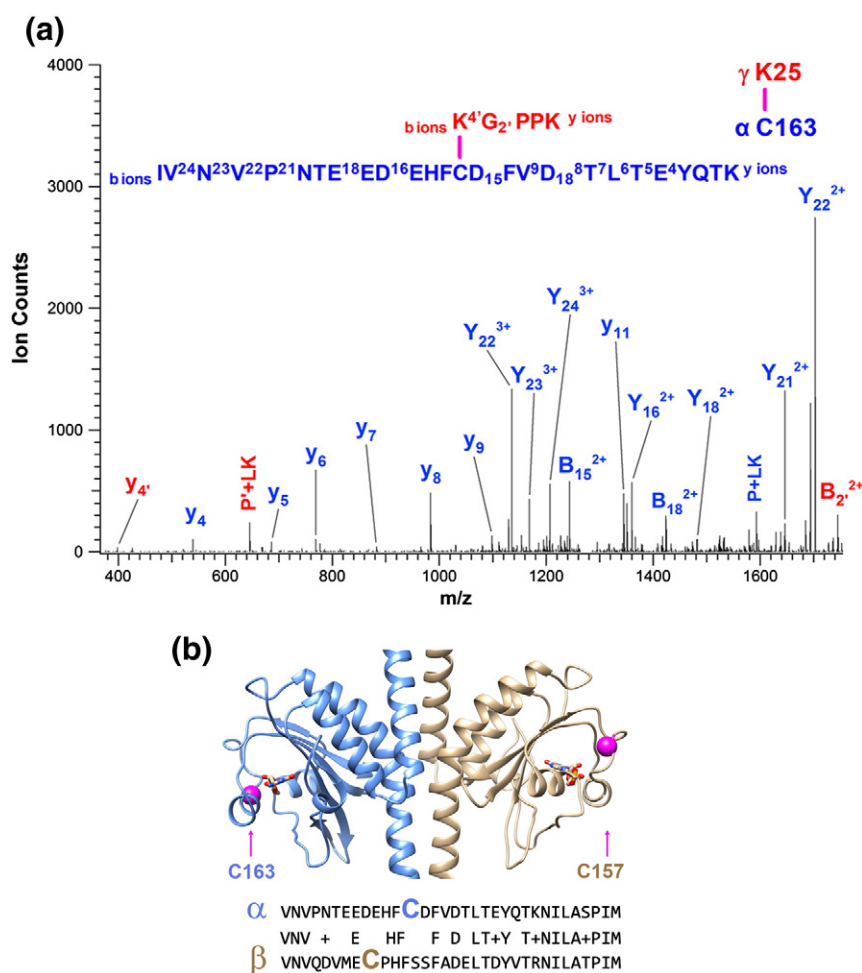 (a)
γ K25
α C163
b ions K4'G2' PPK y ions
b ions IV24N23V22P21NTE18ED16EHFCD15FV9D18 8T7L6T5E4YQTK y ions
Ion Counts
4000
3000
2000
1000
0
Y22 2+
Y24 3+
Y22 3+
y11
Y23 3+
Y21 2+
Y16 2+
Y18 2+
y7
y9
y6
B15 2+
y8
y4'
P'+LK
y5
y4
B18 2+
P+LK
B2' 2+
400 600 800 1000 1200 1400 1600
m/z
(b)
C163 C157
α VNVPNTEEDEHFCDFVDTLTEYQTKNILASPIM
VNV + E HF F D LT+Y T+NILA+PIM
β VNVQDVMECPHFSSFADELTDYVTRNILATPIM